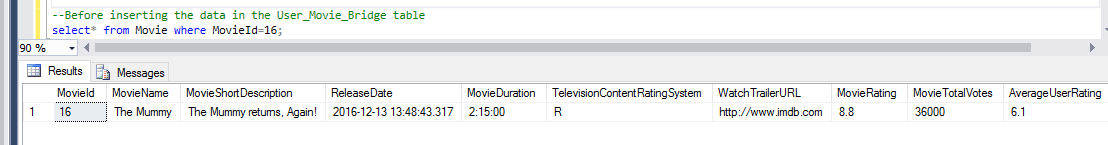 --Before inserting the data in the User_Movie_Bridge table
select* from Movie where MovieId=16;
90 %
Results Messages
MovieId MovieName MovieShortDescription ReleaseDate MovieDuration TelevisionContentRatingSystem WatchTrailerURL MovieRating MovieTotalVotes AverageUserRating
1 16 The Mummy The Mummy returns, Again! 2016-12-13 13:48:43.317 2:15:00 R http://www.imdb.com 8.8 36000 6.1